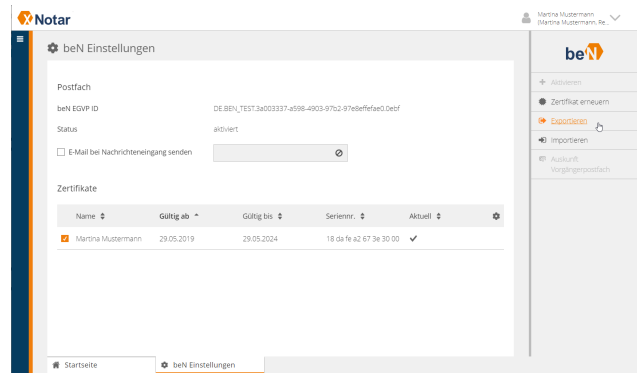 XNotar
Martina Mustermann
(Martina Mustermann, Re...
beN Einstellungen
beN
Postfach
beN EGVP ID DE.BEN_TEST.3a003337-a598-4903-97b2-97e8effefae0.0ebf
Status aktiviert
E-Mail bei Nachrichteneingang senden
Zertifikate
Name Gültig ab Gültig bis Seriennr. Aktuell
Martina Mustermann 29.05.2019 29.05.2024 18 da fe a2 67 3e 30 00
Aktivieren
Zertifikat erneuern
Exportieren
Importieren
Auskunft
Vorgängerpostfach
Startseite beN Einstellungen